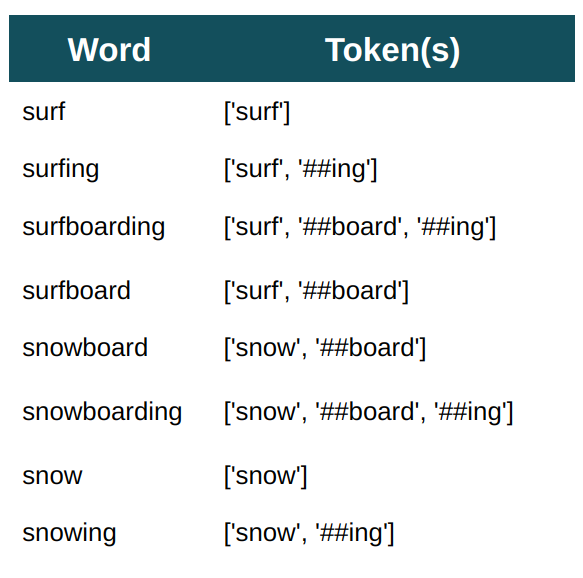 Word Token(s)
surf ['surf']
surfing ['surf', '##ing']
surfboarding ['surf', '##board', '##ing']
surfboard ['surf', '##board']
snowboard ['snow', '##board']
snowboarding ['snow', '##board', '##ing']
snow ['snow']
snowing ['snow', '##ing']